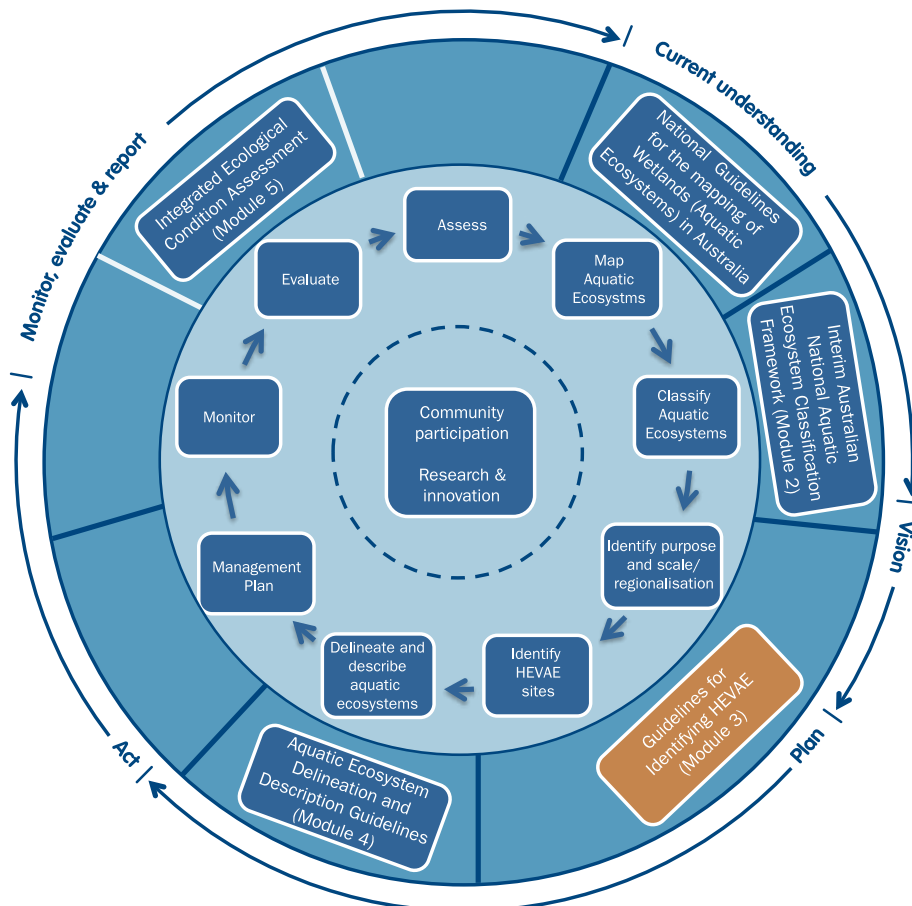 Current understanding
Vision
Plan
Act
Monitor, evaluate & report
National Guidelines
for the mapping of
Wetlands (Aquatic
Ecosystems) in Australia
Interim Australian
National Aquatic
Ecosystem Classification
Framework (Module 2)
Guidelines for
Identifying HEVAE
(Module 3)
Aquatic Ecosystem
Delineation and
Description Guidelines
(Module 4)
Integrated Ecological
Condition Assessment
(Module 5)
Assess
Map
Aquatic
Ecosystms
Classify
Aquatic
Ecosystems
Identify purpose
and scale/
regionalisation
Identify
HEVAE
sites
Delineate and
describe
aquatic
ecosystems
Management
Plan
Monitor
Evaluate
Community
participation
Research &
innovation